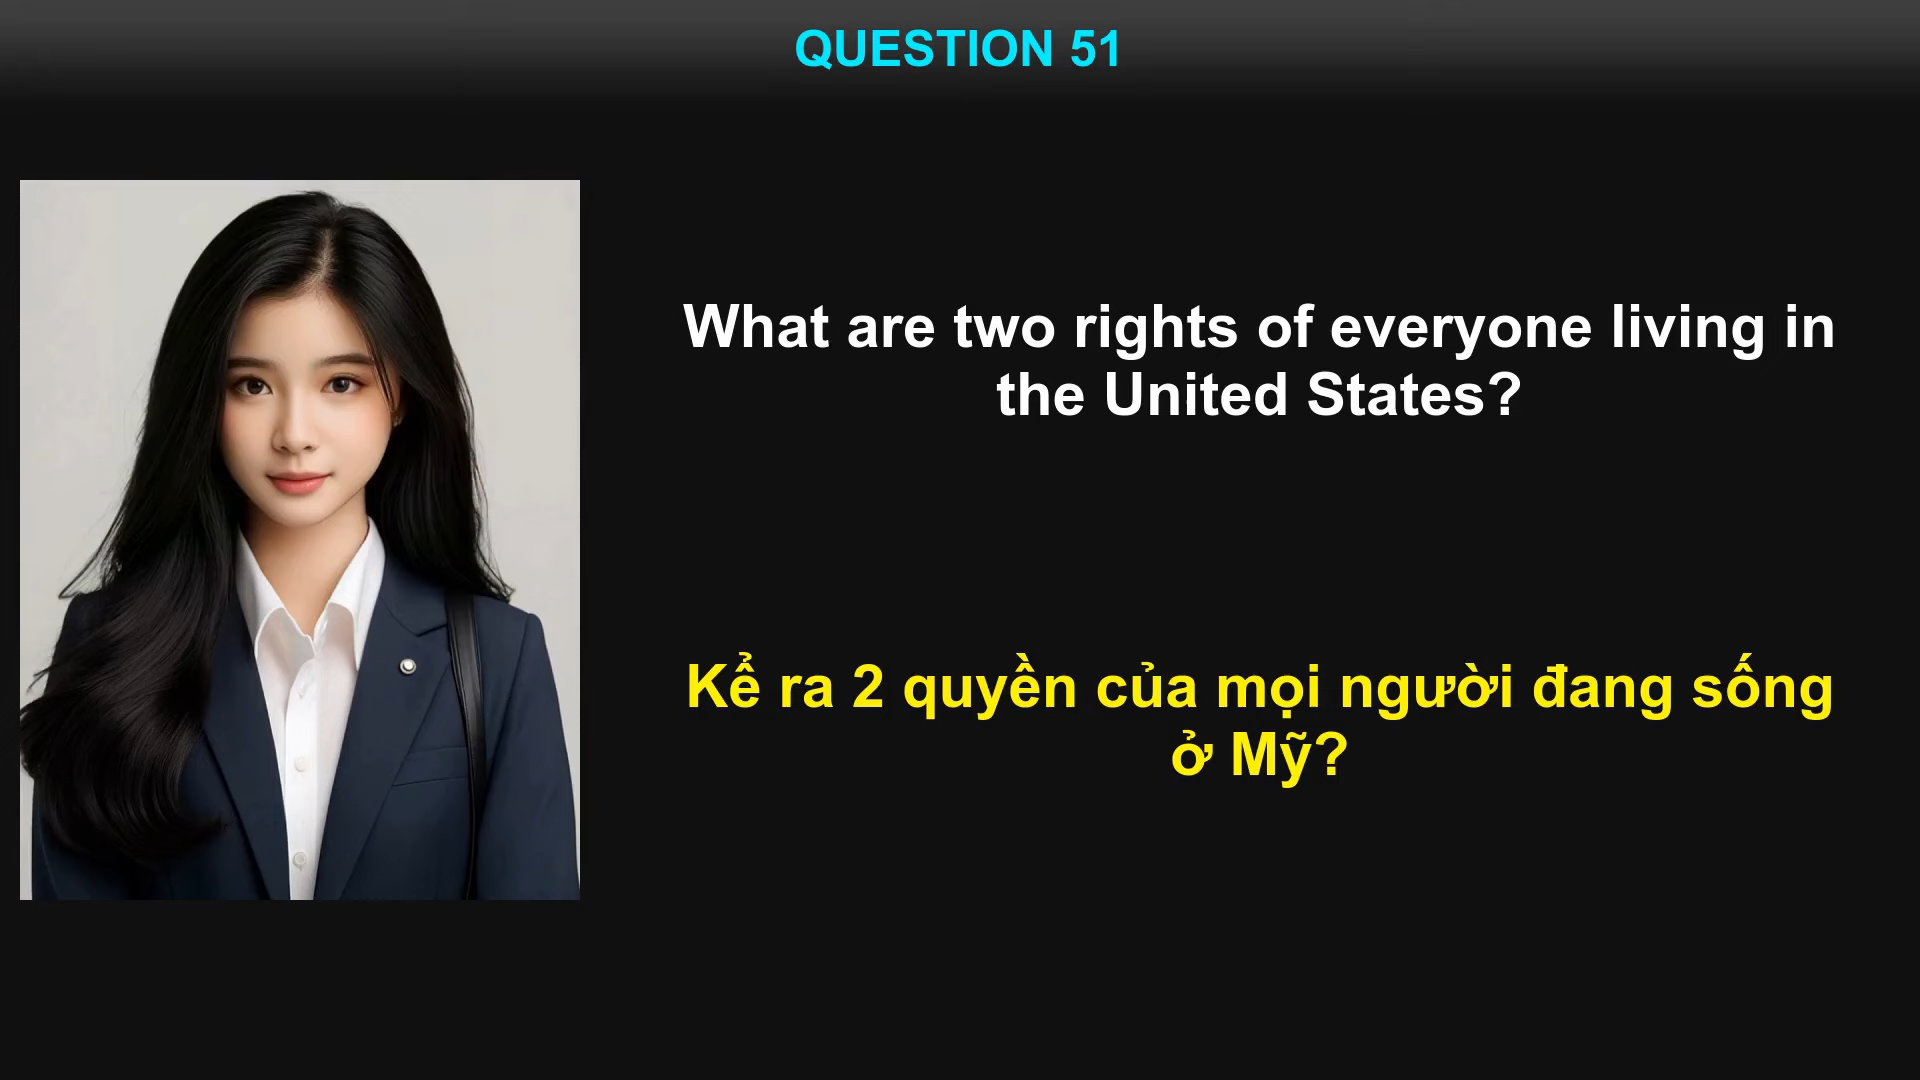 QUESTION 51
What are two rights of everyone living in
the United States?
Kể ra 2 quyền của mọi người đang sống
ở Mỹ?